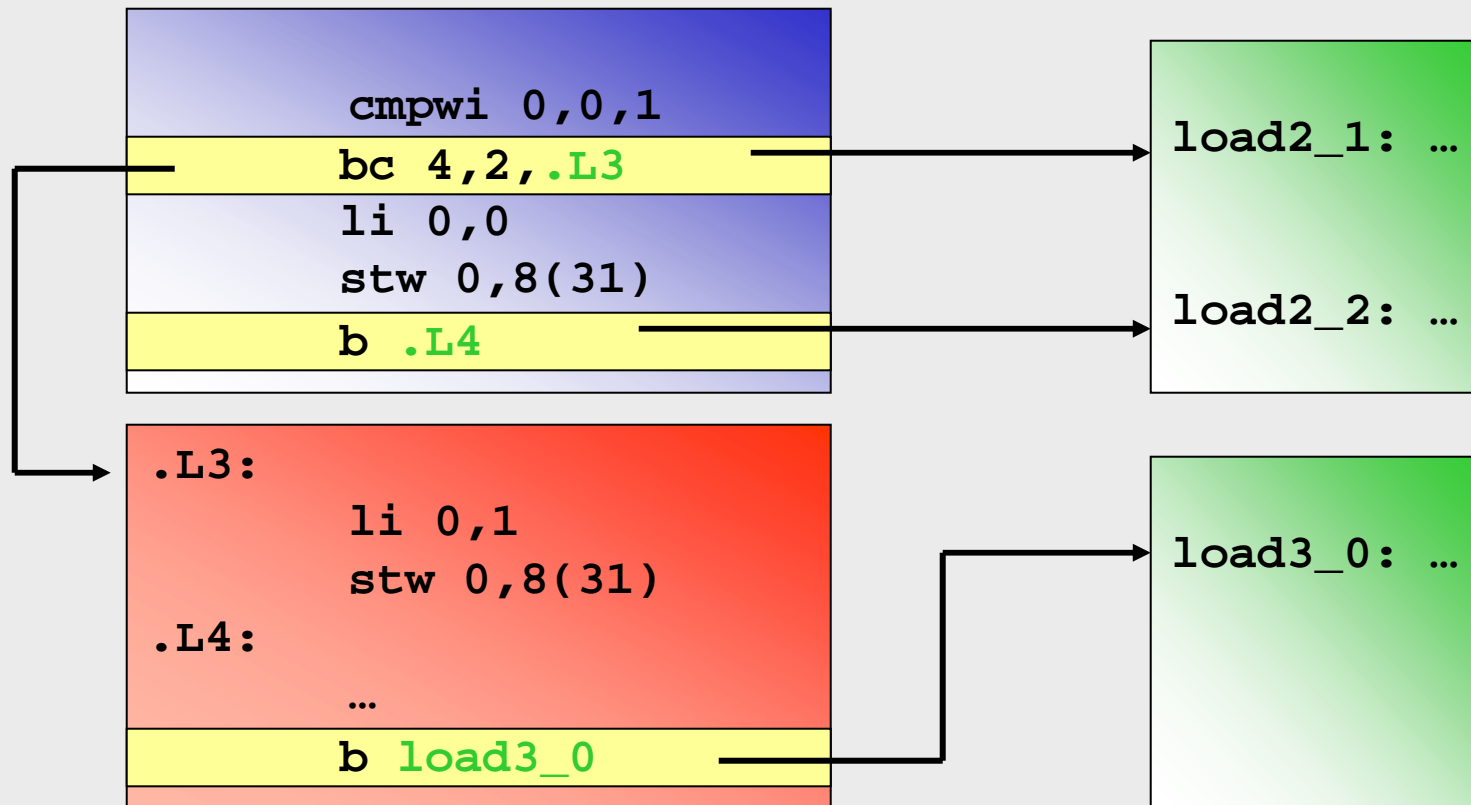 cmpwi 0,0,1
bc 4,2,.L3
li 0,0
stw 0,8(31)
b .L4
load2_1: …
load2_2: …
.L3:
li 0,1
stw 0,8(31)
.L4:
…
b load3_0
load3_0: …